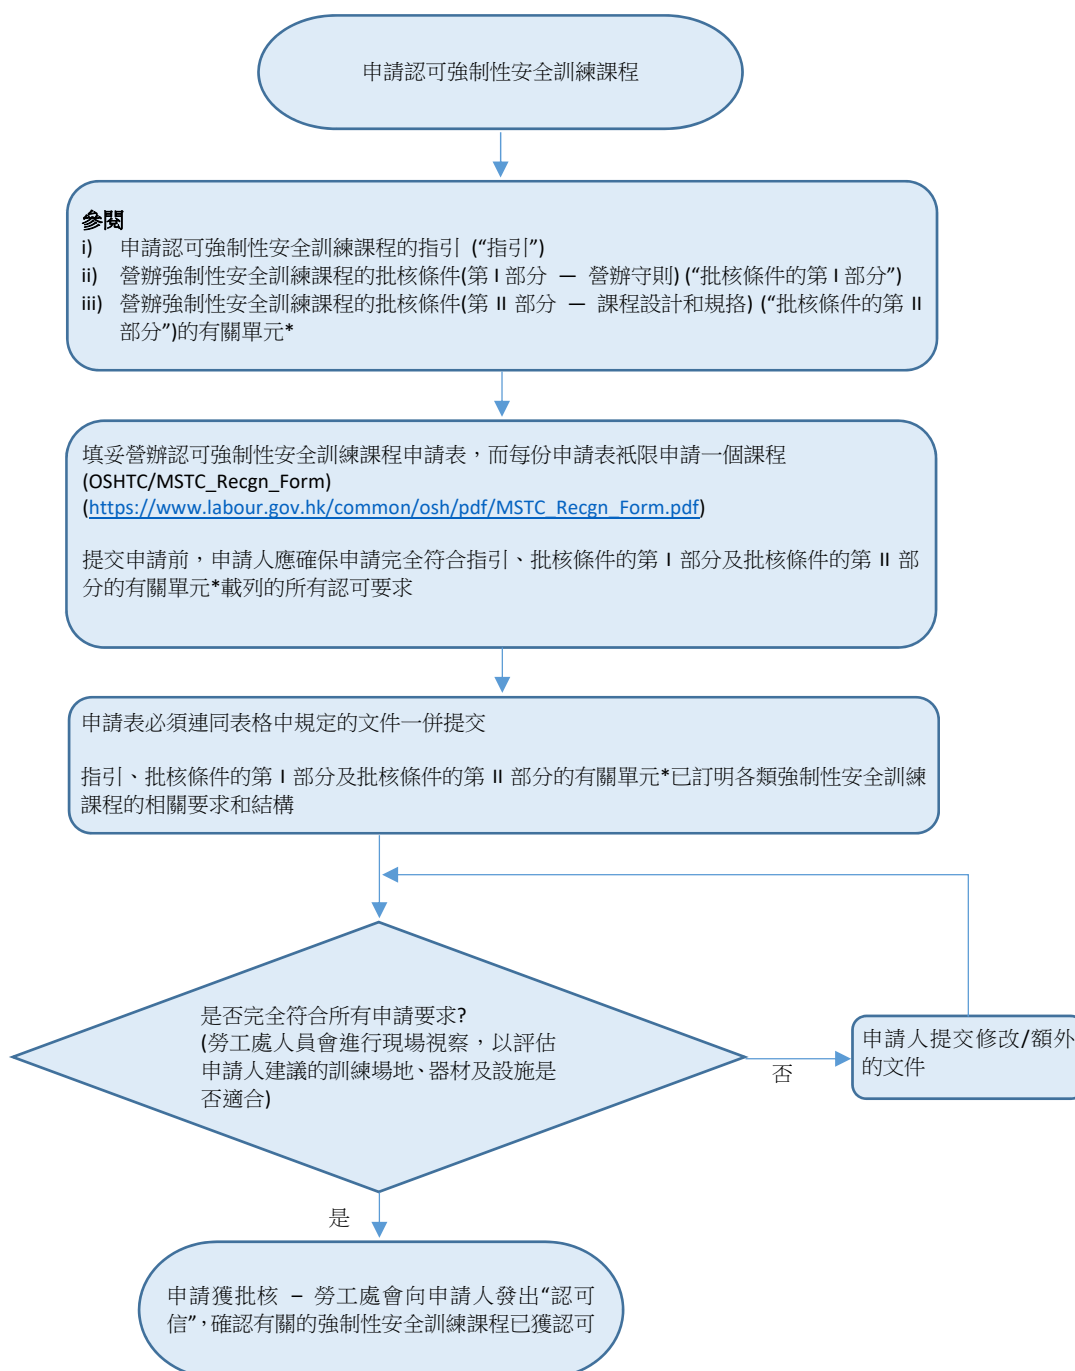 申請認可強制性安全訓練課程
參閱
i) 申請認可強制性安全訓練課程的指引 (“指引”)
ii) 營辦強制性安全訓練課程的批核條件(第 I 部分 — 營辦守則) (“批核條件的第 I 部分”)
iii) 營辦強制性安全訓練課程的批核條件(第 II 部分 — 課程設計和規挌) (“批核條件的第 II
部分”)的有關單元*
填妥營辦認可強制性安全訓練課程申請表，而每份申請表衹限申請一個課程
(OSHTC/MSTC_Recgn_Form)
(https://www.labour.gov.hk/common/osh/pdf/MSTC_Recgn_Form.pdf)
提交申請前，申請人應確保申請完全符合指引、批核條件的第 I 部分及批核條件的第 II 部
分的有關單元*載列的所有認可要求
申請表必須連同表格中規定的文件一併提交
指引、批核條件的第 I 部分及批核條件的第 II 部分的有關單元*已訂明各類強制性安全訓練
課程的相關要求和結構
是否完全符合所有申請要求?
(勞工處人員會進行現場視察，以評估
申請人建議的訓練場地、器材及設施是
否適合)
否
申請人提交修改/額外
的文件
是
申請獲批核 – 勞工處會向申請人發出“認可
信”，確認有關的強制性安全訓練課程已獲認可